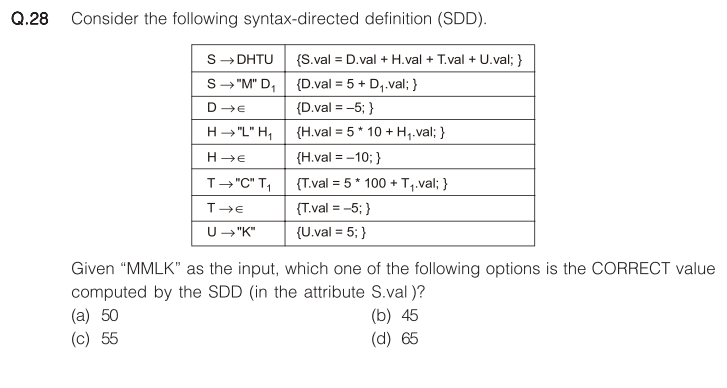 Q.28 Consider the following syntax-directed definition (SDD).
S → DHTU {S.val = D.val + H.val + T.val + U.val; }
S → "M" D₁ {D.val = 5 + D₁.val; }
D → ∈ {D.val = –5; }
H → "L" H₁ {H.val = 5 * 10 + H₁.val; }
H → ∈ {H.val = –10; }
T → "C" T₁ {T.val = 5 * 100 + T₁.val; }
T → ∈ {T.val = –5; }
U → "K" {U.val = 5; }
Given “MMLK” as the input, which one of the following options is the CORRECT value
computed by the SDD (in the attribute S.val )?
(a) 50 (b) 45
(c) 55 (d) 65